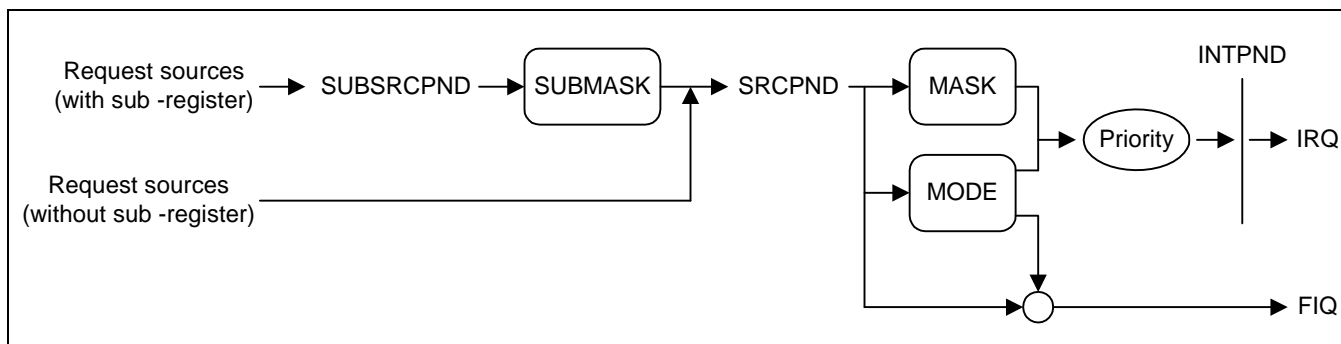 Request sources
(with sub -register)
SUBSRCPND
SUBMASK
SRCPND
MASK
INTPND
Priority
IRQ
Request sources
(without sub -register)
MODE
FIQ